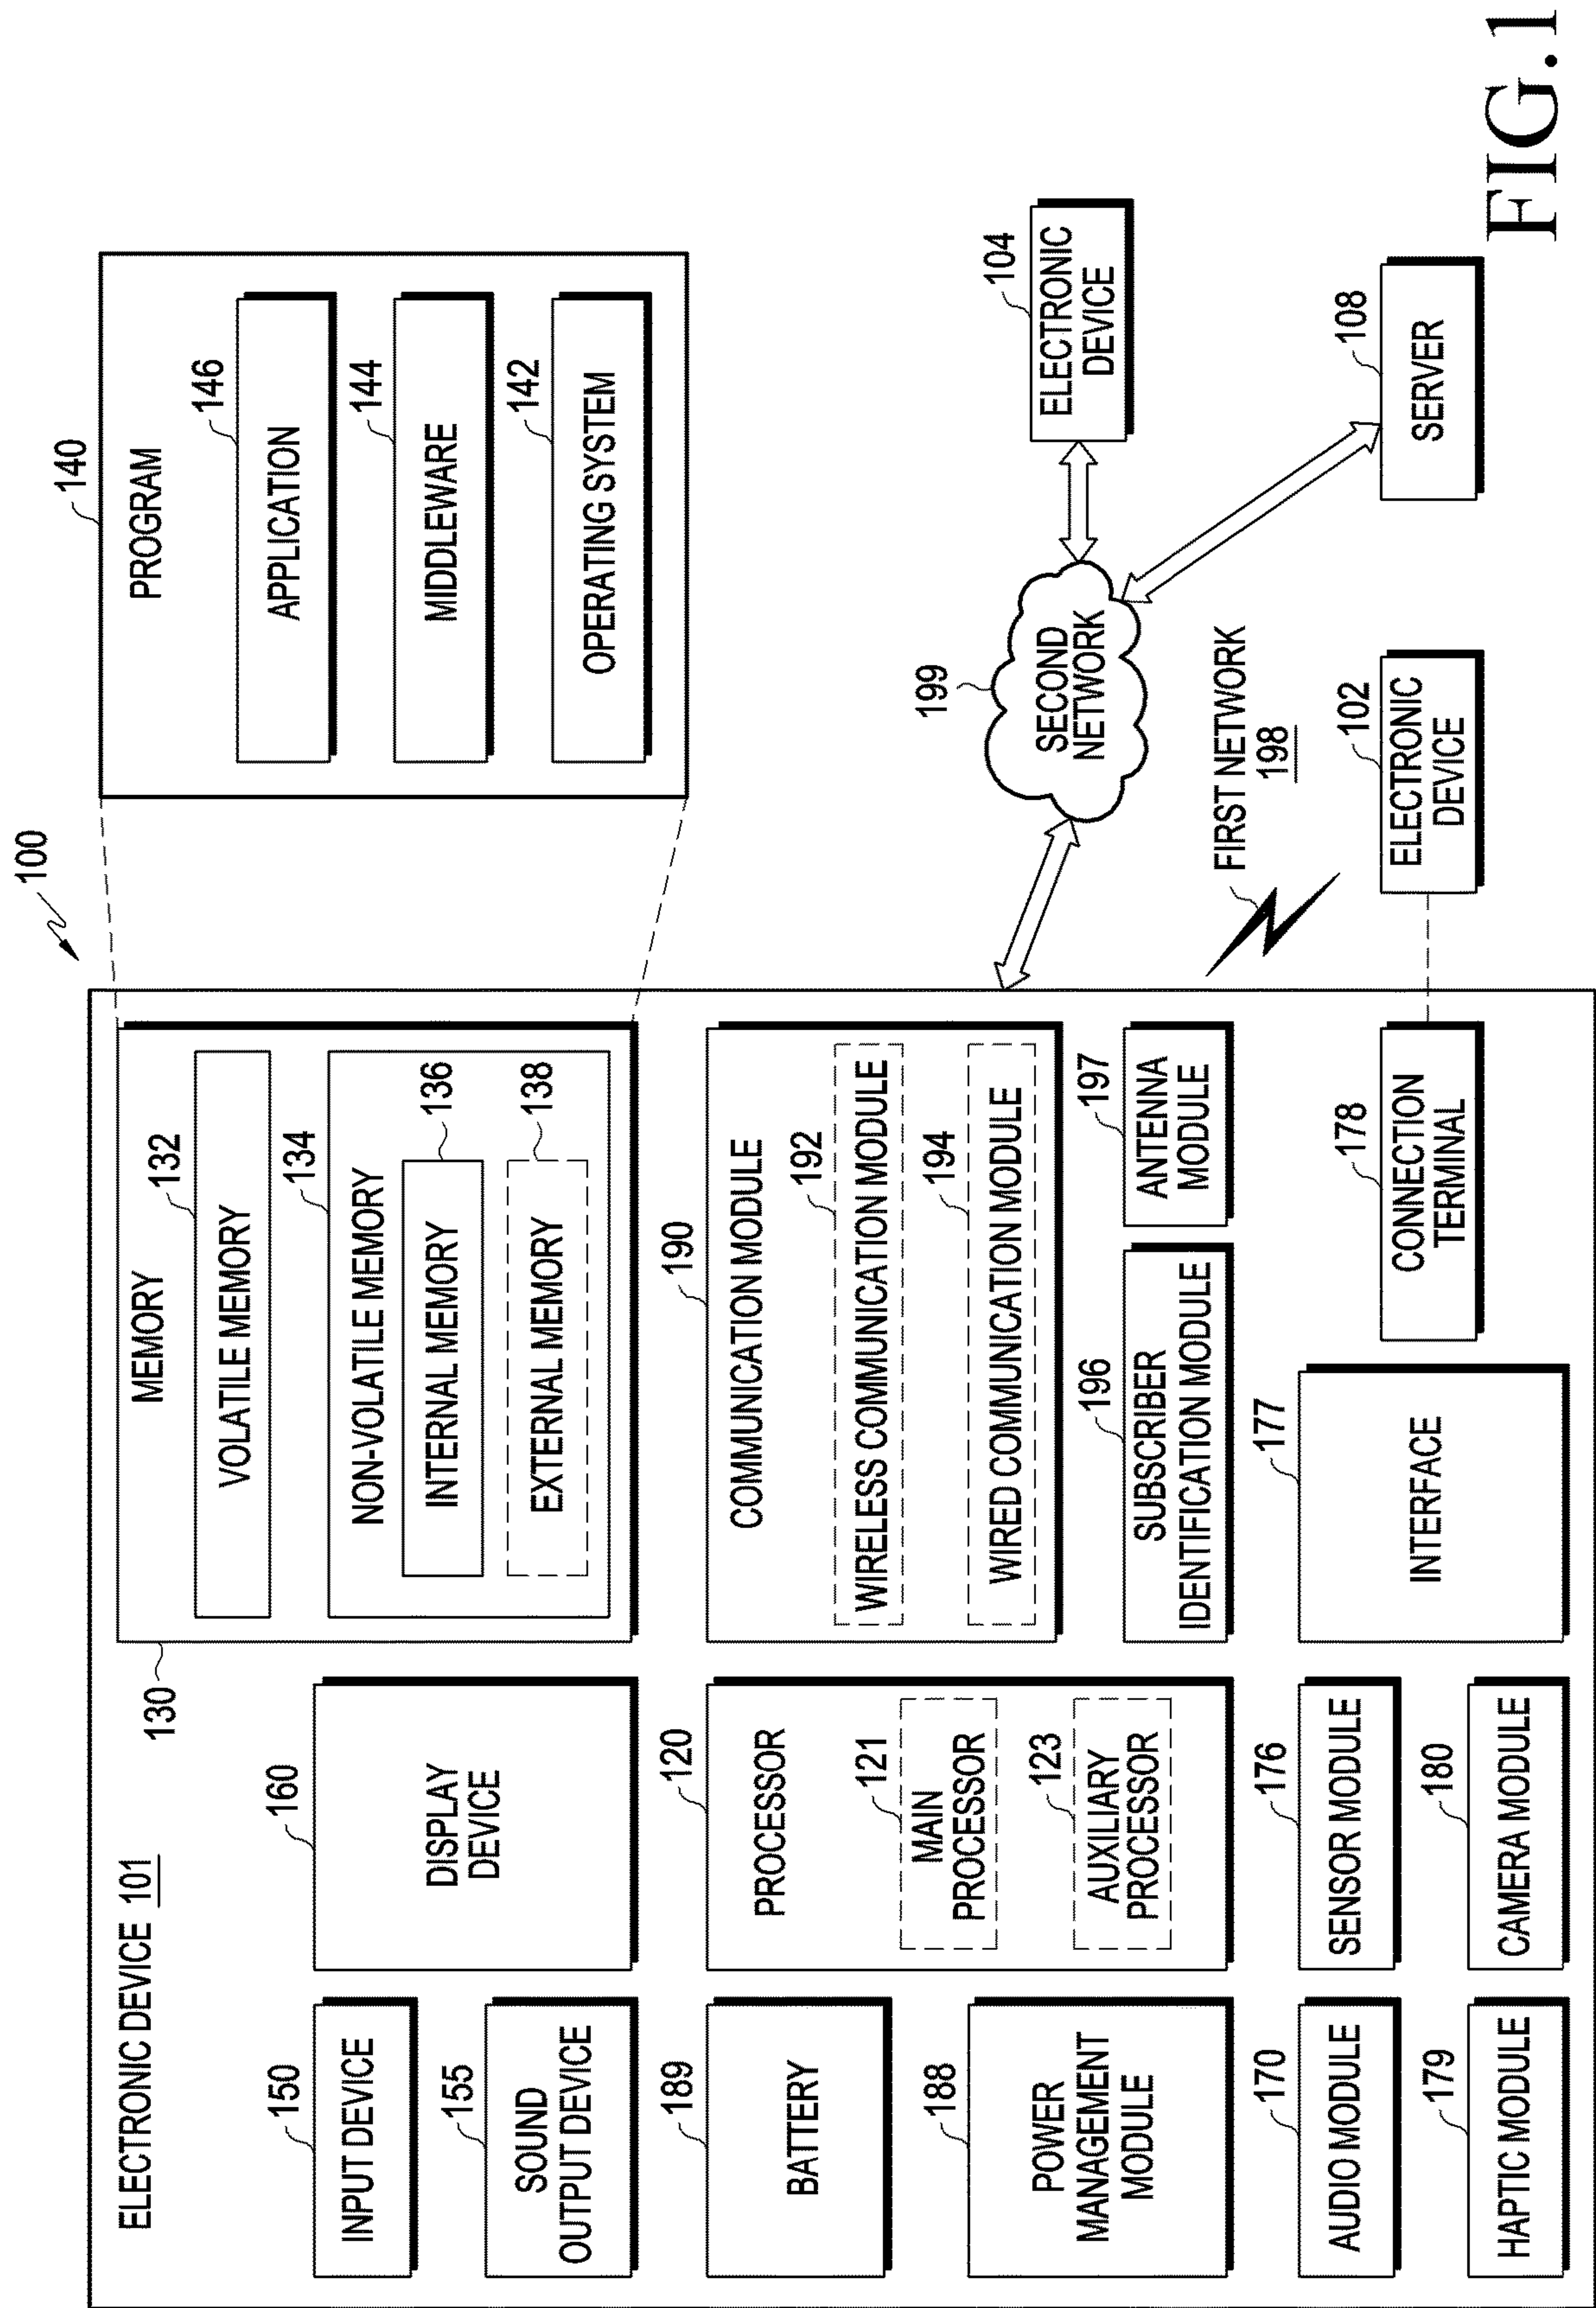 100
ELECTRONIC DEVICE 101
150
INPUT DEVICE
155
SOUND
OUTPUT DEVICE
160
DISPLAY
DEVICE
130
MEMORY
132
VOLATILE MEMORY
134
NON-VOLATILE MEMORY
136
INTERNAL MEMORY
138
EXTERNAL MEMORY
140
PROGRAM
146
APPLICATION
144
MIDDLEWARE
142
OPERATING SYSTEM
189
BATTERY
188
POWER
MANAGEMENT
MODULE
120
PROCESSOR
121
MAIN
PROCESSOR
123
AUXILIARY
PROCESSOR
190
COMMUNICATION MODULE
192
WIRELESS COMMUNICATION MODULE
194
WIRED COMMUNICATION MODULE
196
SUBSCRIBER
IDENTIFICATION MODULE
197
ANTENNA
MODULE
199
SECOND
NETWORK
104
ELECTRONIC
DEVICE
108
SERVER
FIRST NETWORK
198
102
ELECTRONIC
DEVICE
170
AUDIO MODULE
176
SENSOR MODULE
177
INTERFACE
178
CONNECTION
TERMINAL
179
HAPTIC MODULE
180
CAMERA MODULE
FIG.1